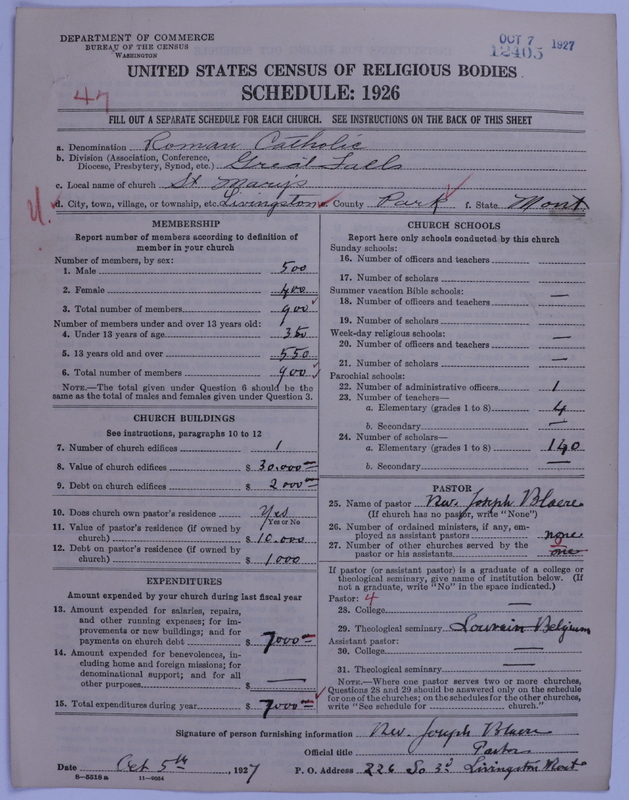 DEPARTMENT OF COMMERCE
BUREAU OF THE CENSUS
WASHINGTON
OCT 7 1927
12405
UNITED STATES CENSUS OF RELIGIOUS BODIES
47
SCHEDULE: 1926
FILL OUT A SEPARATE SCHEDULE FOR EACH CHURCH. SEE INSTRUCTIONS ON THE BACK OF THIS SHEET
a. Denomination Roman Catholic
b. Division (Association, Conference, Diocese, Presbytery, Synod, etc.) Great Falls
c. Local name of church St Mary's
U.
d. City, town, village, or township, etc. Livingston e. County Park f. State Mont
MEMBERSHIP
Report number of members according to definition of
member in your church
Number of members, by sex:
1. Male 500
2. Female 400
3. Total number of members 900
Number of members under and over 13 years old:
4. Under 13 years of age 350
5. 13 years old and over 550
6. Total number of members 900
NOTE.—The total given under Question 6 should be the
same as the total of males and females given under Question 3.
CHURCH BUILDINGS
See instructions, paragraphs 10 to 12
7. Number of church edifices 1
8. Value of church edifices $ 30.000
9. Debt on church edifices $ 2000
10. Does church own pastor's residence? Yes
Yes or No
11. Value of pastor's residence (if owned by
church) $ 10.000
12. Debt on pastor's residence (if owned by
church) $ 1000
EXPENDITURES
Amount expended by church during last fiscal year
13. Amount expended for salaries, repairs,
and other running expenses; for im-
provements or new buildings; and for
payments on church debt $ 7000
14. Amount expended for benevolences, in-
cluding home and foreign missions; for
denominational support; and for all
other purposes $ —
15. Total expenditures during year $ 7000
CHURCH SCHOOLS
Report here only schools conducted by this church
Sunday schools:
16. Number of officers and teachers
17. Number of scholars
Summer vacation Bible schools:
18. Number of officers and teachers —
19. Number of scholars
Week-day religious schools:
20. Number of officers and teachers —
21. Number of scholars —
Parochial schools:
22. Number of administrative officers 1
23. Number of teachers—
a. Elementary (grades 1 to 8) 4
b. Secondary —
24. Number of scholars—
a. Elementary (grades 1 to 8) 140
b. Secondary —
PASTOR
25. Name of pastor Rev. Joseph Blaere
(If church has no pastor, write "None")
26. Number of ordained ministers, if any, em-
ployed as assistant pastors none
27. Number of other churches served by the
pastor or his assistants one
If pastor (or assistant pastor) is a graduate of a college or
theological seminary, give name of institution below. (If
not a graduate, write "No" in the space indicated.)
Pastor: 4
28. College —
29. Theological seminary Louvain Belgium
Assistant pastor:
30. College —
31. Theological seminary —
NOTE.—Where one pastor serves two or more churches,
Questions 28 and 29 should be answered only on the schedule
for one of the churches; on the schedules for the other churches,
write "See schedule for church."
Signature of person furnishing information Rev. Joseph Blaere
Official title Pastor
Date Oct 5th, 1927 P. O. Address 226 So 3d Livingston Mont
8—5518 a 11—9054